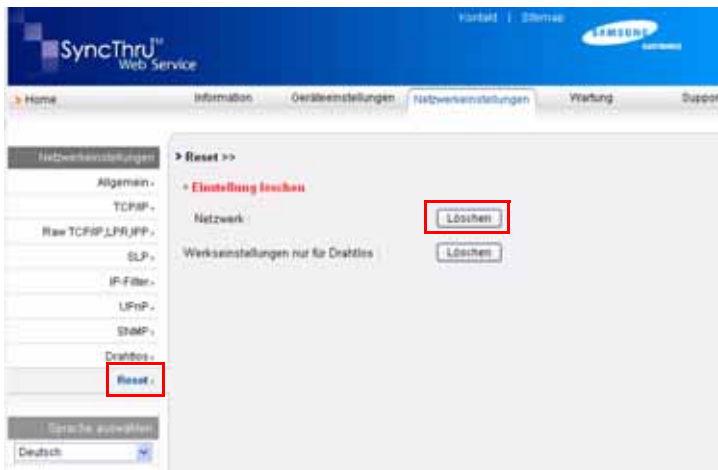 Kontakt | Sitemap
SyncThru™
Web Service
SAMSUNG
ELECTRONICS
Home
Information
Geräteeinstellungen
Netzwerkeinstellungen
Wartung
Suppor
Netzwerkeinstellungen
Reset >>
Allgemein
Einstellung löschen
TCP/IP
Netzwerk
Löschen
Raw TCP/IP,LPR,IPP
SLP
Werkseinstellungen nur für Drahtlos
Löschen
IP-Filter
UPnP
SNMP
Drahtlos
Reset
Sprache auswählen
Deutsch